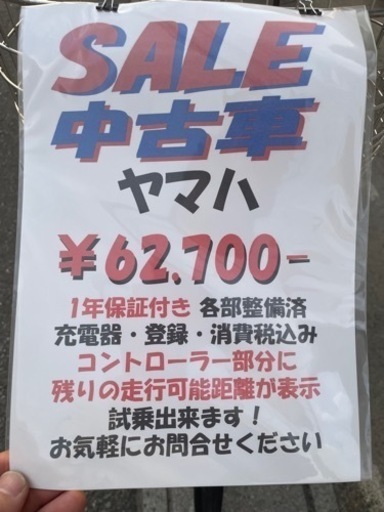 SALE
中古車
ヤマハ
¥62,700-
1年保証付き 各部整備済
充電器・登録・消費税込み
コントローラー部分に
残りの走行可能距離が表示
試乗出来ます!
お気軽にお問合せください